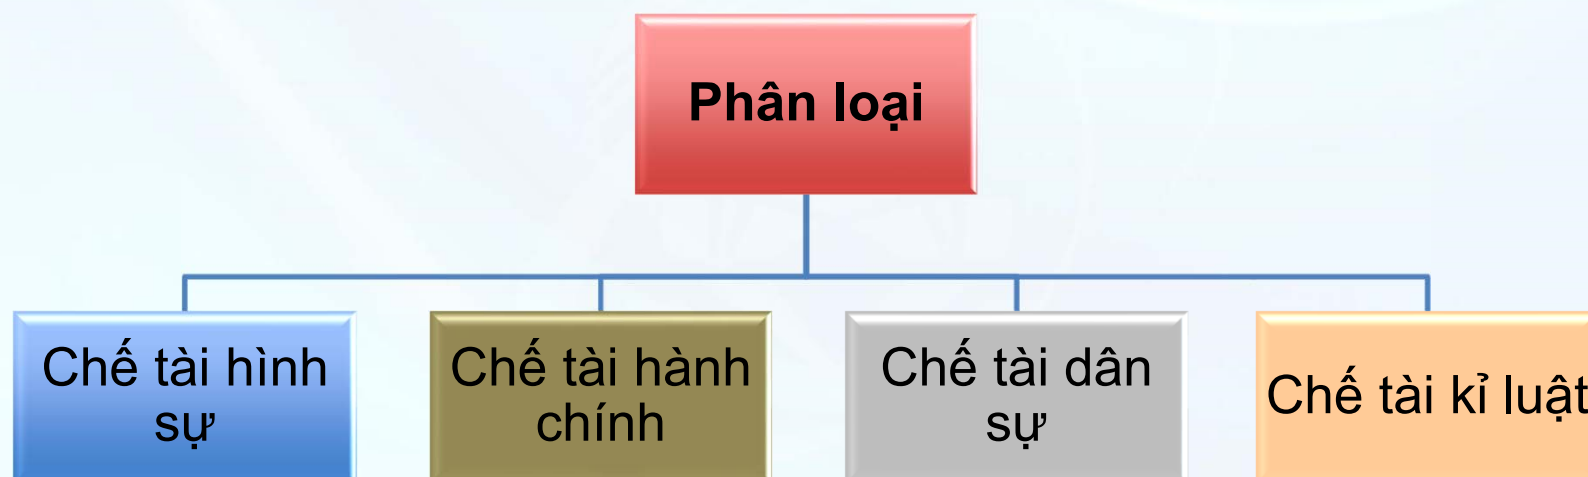 Phân loại
Chế tài hình
sự
Chế tài hành
chính
Chế tài dân
sự
Chế tài kỉ luật